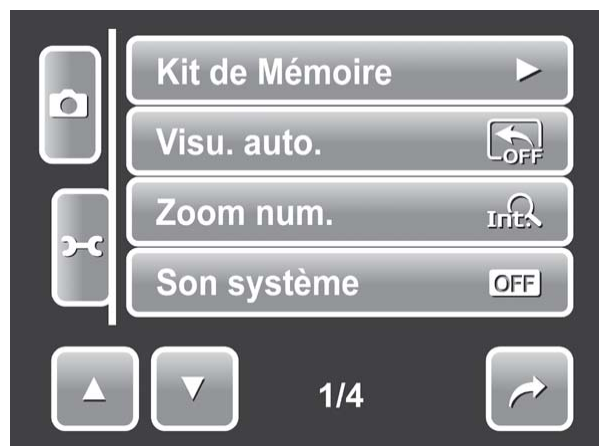 Kit de Mémoire
Visu. auto.
OFF
Zoom num.
Int.
Son système
OFF
1/4